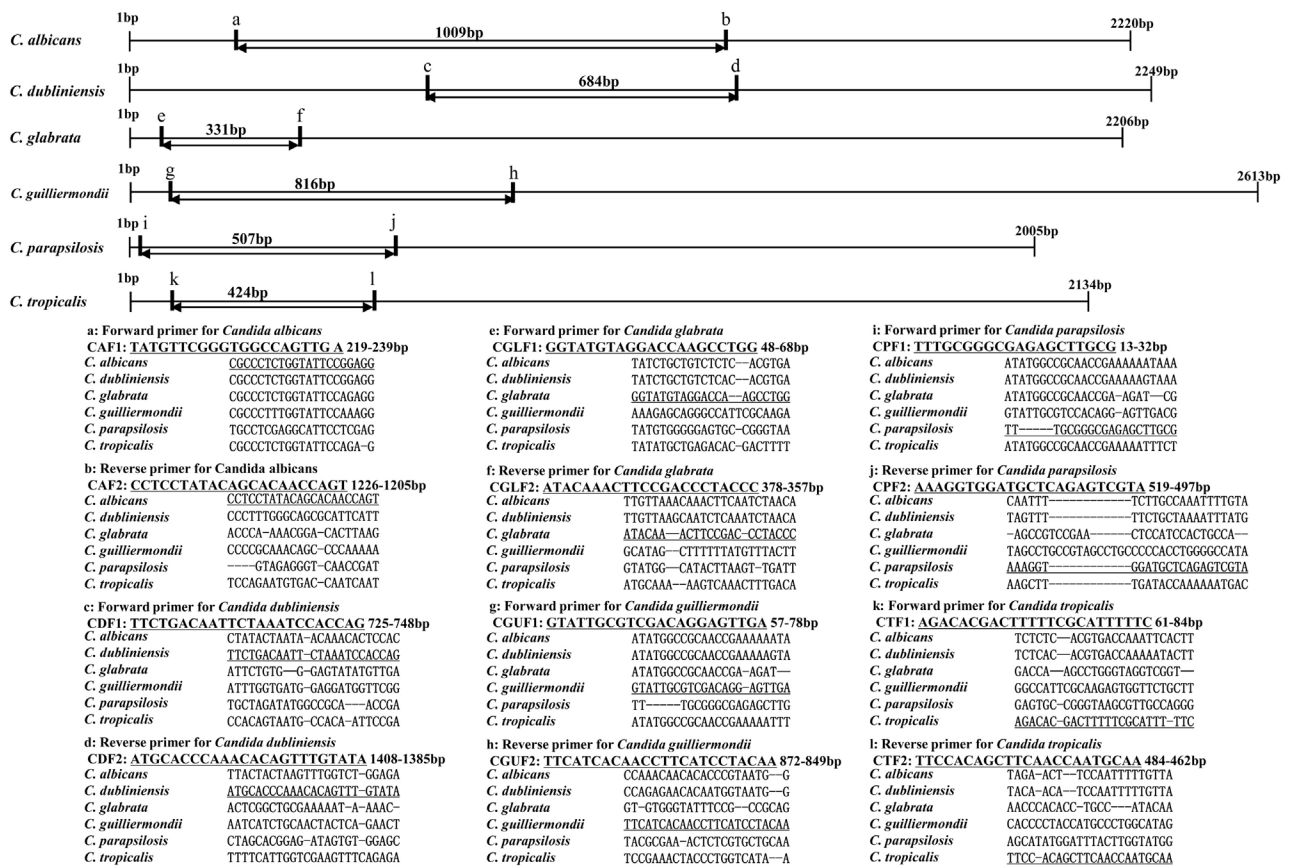 1bp a b 2220bp
C. albicans 1009bp
1bp c d 2249bp
C. dubliniensis 684bp
1bp e f 2206bp
C. glabrata 331bp
1bp g h 2613bp
C. guilliermondii 816bp
1bp i j 2005bp
C. parapsilosis 507bp
1bp k l 2134bp
C. tropicalis 424bp
a: Forward primer for Candida albicans
CAF1: TATGTTCGGGTGGCCAGTTG A 219-239bp
C. albicans CGCCCTCTGGTATTCCGGAGG
C. dubliniensis CGCCCTCTGGTATTCCGGAGG
C. glabrata CGCCCTCTGGTATTCCAGAGG
C. guilliermondii CGCCCTTTGGTATTCCAAAGG
C. parapsilosis TGCCTCGAGGCATTCCTCGAG
C. tropicalis CGCCCTCTGGTATTCCAGA-G
b: Reverse primer for Candida albicans
CAF2: CCTCCTATACAGCACAACCAGT 1226-1205bp
C. albicans CCTCCTATACAGCACAACCAGT
C. dubliniensis CCCTTTGGGCAGCGCATTCATT
C. glabrata ACCCA-AAACGGA-CACTTAAG
C. guilliermondii CCCCGCAAACAGC-CCCAAAAA
C. parapsilosis ----GTAGAGGGT-CAACCGAT
C. tropicalis TCCAGAATGTGAC-CAATCAAT
c: Forward primer for Candida dubliniensis
CDF1: TTCTGACAATTCTAAATCCACCAG 725-748bp
C. albicans CTATACTAATA-ACAAACACTCCAC
C. dubliniensis TTCTGACAATT-CTAAATCCACCAG
C. glabrata ATTCTGTG--G-GAGTATATGTTGA
C. guilliermondii ATTTGGTGATG-GAGGATGGTTCGG
C. parapsilosis TGCTAGATATGGCCGCA---ACCGA
C. tropicalis CCACAGTAATG-CCACA-ATTCCGA
d: Reverse primer for Candida dubliniensis
CDF2: ATGCACCCAAACACAGTTTGTATA 1408-1385bp
C. albicans TTACTACTAAGTTTGGTCT-GGAGA
C. dubliniensis ATGCACCCAAACACAGTTT-GTATA
C. glabrata ACTCGGCTGCGAAAAAT-A-AAAC-
C. guilliermondii AATCATCTGCAACTACTCA-GAACT
C. parapsilosis CTAGCACGGAG-ATAGTGT-GGAGC
C. tropicalis TTTTCATTGGTCGAAGTTTCAGAGA
e: Forward primer for Candida glabrata
CGLF1: GGTATGTAGGACCAAGCCTGG 48-68bp
C. albicans TATCTGCTGTCTCTC--ACGTGA
C. dubliniensis TATCTGCTGTCTCAC--ACGTGA
C. glabrata GGTATGTAGGACCA--AGCCTGG
C. guilliermondii AAAGAGCAGGGCCATTCGCAAGA
C. parapsilosis TATGTGGGGGAGTGC-CGGGTAA
C. tropicalis TATATGCTGAGACAC-GACTTTT
f: Reverse primer for Candida glabrata
CGLF2: ATACAAACTTCCGACCCTACCC 378-357bp
C. albicans TTGTTAAACAAACTTCAATCTAACA
C. dubliniensis TTGTTAAGCAATCTCAAATCTAACA
C. glabrata ATACAA--ACTTCCGAC-CCTACCC
C. guilliermondii GCATAG--CTTTTTTATGTTTACTT
C. parapsilosis GTATGG--CATACTTAAGT-TGATT
C. tropicalis ATGCAAA--AAGTCAAACTTTGACA
g: Forward primer for Candida guilliermondii
CGUF1: GTATTGCGTCGACAGGAGTTGA 57-78bp
C. albicans ATATGGCCGCAACCGAAAAAATA
C. dubliniensis ATATGGCCGCAACCGAAAAAGTA
C. glabrata ATATGGCCGCAACCGA-AGAT--
C. guilliermondii GTATTGCGTCGACAGG-AGTTGA
C. parapsilosis TT-----TGCGGGCGAGAGCTTG
C. tropicalis ATATGGCCGCAACCGAAAAATTT
h: Reverse primer for Candida guilliermondii
CGUF2: TTCATCACAACCTTCATCCTACAA 872-849bp
C. albicans CCAAACAACACACCCGTAATG--G
C. dubliniensis CCAGAGAACACAATGGTAATG--G
C. glabrata GT-GTGGGTATTTCCG--CCGCAG
C. guilliermondii TTCATCACAACCTTCATCCTACAA
C. parapsilosis TACGCGAA-ACTCTCGTGCTGCAA
C. tropicalis TCCGAAACTACCCTGGTCATA--A
i: Forward primer for Candida parapsilosis
CPF1: TTTGCGGGCGAGAGCTTGCG 13-32bp
C. albicans ATATGGCCGCAACCGAAAAAATAAA
C. dubliniensis ATATGGCCGCAACCGAAAAAGTAAA
C. glabrata ATATGGCCGCAACCGA-AGAT--CG
C. guilliermondii GTATTGCGTCCACAGG-AGTTGACG
C. parapsilosis TT-----TGCGGGCGAGAGCTTGCG
C. tropicalis ATATGGCCGCAACCGAAAAATTTCT
j: Reverse primer for Candida parapsilosis
CPF2: AAAGGTGGATGCTCAGAGTCGTA 519-497bp
C. albicans CAATTT------------TCTTGCCAAATTTTGTA
C. dubliniensis TAGTTT------------TTCTGCTAAAATTTATG
C. glabrata -AGCCGTCCGAA------CTCCATCCACTGCCA--
C. guilliermondii TAGCCTGCCGTAGCCTGCCCCCACCTGGGGCCATA
C. parapsilosis AAAGGT------------GGATGCTCAGAGTCGTA
C. tropicalis AAGCTT------------TGATACCAAAAAATGAC
k: Forward primer for Candida tropicalis
CTF1: AGACACGACTTTTTCGCATTTTTC 61-84bp
C. albicans TCTCTC--ACGTGACCAAATTCACTT
C. dubliniensis TCTCAC--ACGTGACCAAAAATACTT
C. glabrata GACCA--AGCCTGGGTAGGTCGGT--
C. guilliermondii GGCCATTCGCAAGAGTGGTTCTGCTT
C. parapsilosis GAGTGC-CGGGTAAGCGTTGCCAGGG
C. tropicalis AGACAC-GACTTTTTCGCATTT-TTC
l: Reverse primer for Candida tropicalis
CTF2: TTCCACAGCTTCAACCAATGCAA 484-462bp
C. albicans TAGA-ACT--TCCAATTTTTGTTA
C. dubliniensis TACA-ACA--TCCAATTTTTGTTA
C. glabrata AACCCACACC-TGCC---ATACAA
C. guilliermondii CACCCCTACCATGCCCTGGCATAG
C. parapsilosis AGCATATGGATTTACTTGGTATGG
C. tropicalis TTCC-ACAGCTTCAACCAATGCAA